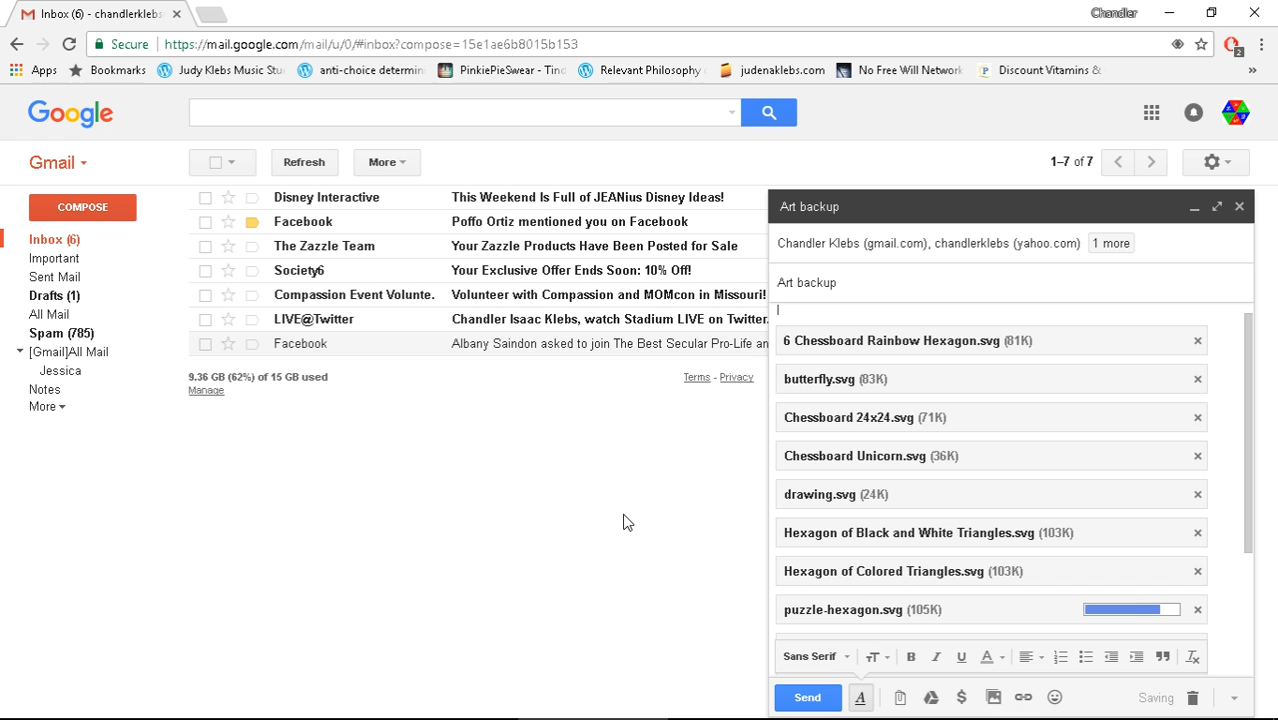 Inbox (6) - chandlerklebs
Chandler
Secure https://mail.google.com/mail/u/0/#inbox?compose=15e1ae6b8015b153
2
Apps Bookmarks Judy Klebs Music Stu anti-choice determin PinkiePieSwear - Tind Relevant Philosophy judenaklebs.com No Free Will Network Discount Vitamins & »
Google
Gmail
Refresh
More
1–7 of 7
COMPOSE
Inbox (6)
Important
Sent Mail
Drafts (1)
All Mail
Spam (785)
[Gmail]All Mail
Jessica
Notes
More
Disney Interactive This Weekend Is Full of JEANius Disney Ideas!
Facebook Poffo Ortiz mentioned you on Facebook
The Zazzle Team Your Zazzle Products Have Been Posted for Sale
Society6 Your Exclusive Offer Ends Soon: 10% Off!
Compassion Event Volunte. Volunteer with Compassion and MOMcon in Missouri!
LIVE@Twitter Chandler Isaac Klebs, watch Stadium LIVE on Twitter.
Facebook Albany Saindon asked to join The Best Secular Pro-Life an
9.36 GB (62%) of 15 GB used
Manage
Terms - Privacy
Art backup
Chandler Klebs (gmail.com), chandlerklebs (yahoo.com) 1 more
Art backup
6 Chessboard Rainbow Hexagon.svg (81K)
butterfly.svg (83K)
Chessboard 24x24.svg (71K)
Chessboard Unicorn.svg (36K)
drawing.svg (24K)
Hexagon of Black and White Triangles.svg (103K)
Hexagon of Colored Triangles.svg (103K)
puzzle-hexagon.svg (105K)
Sans Serif
Send
Saving